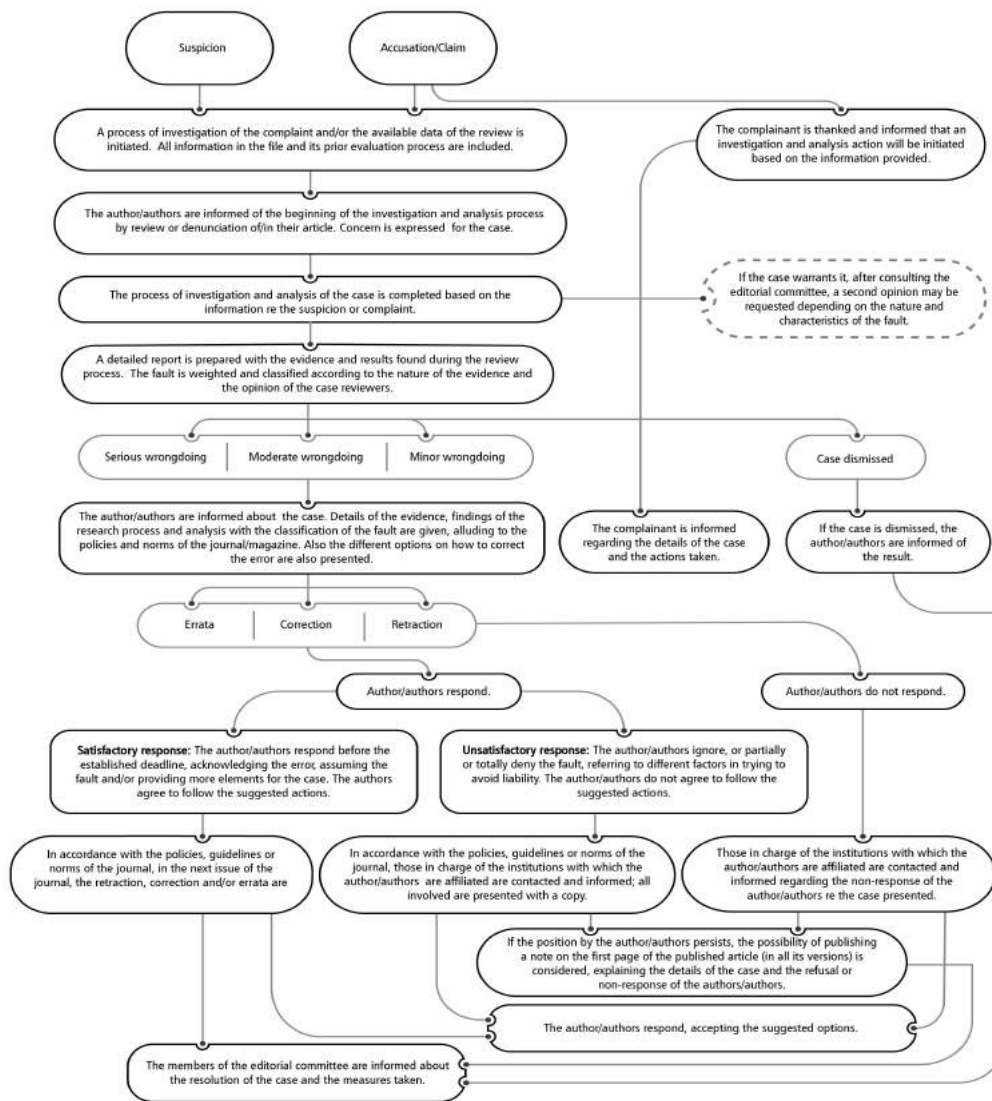 Suspicion
Accusation/Claim
A process of investigation of the complaint and/or the available data of the review is
initiated. All information in the file and its prior evaluation process are included.
The complainant is thanked and informed that an
investigation and analysis action will be initiated
based on the information provided.
The author/authors are informed of the beginning of the investigation and analysis process
by review or denunciation of/in their article. Concern is expressed for the case.
The process of investigation and analysis of the case is completed based on the
information re the suspicion or complaint.
If the case warrants it, after consulting the
editorial committee, a second opinion may be
requested depending on the nature and
characteristics of the fault.
A detailed report is prepared with the evidence and results found during the review
process. The fault is weighted and classified according to the nature of the evidence and
the opinion of the case reviewers.
Serious wrongdoing
Moderate wrongdoing
Minor wrongdoing
Case dismissed
The author/authors are informed about the case. Details of the evidence, findings of the
research process and analysis with the classification of the fault are given, alluding to the
policies and norms of the journal/magazine. Also the different options on how to correct
the error are also presented.
The complainant is informed
regarding the details of the case
and the actions taken.
If the case is dismissed, the
author/authors are informed of
the result.
Errata
Correction
Retraction
Author/authors respond.
Author/authors do not respond.
Satisfactory response: The author/authors respond before the
established deadline, acknowledging the error, assuming the
fault and/or providing more elements for the case. The authors
agree to follow the suggested actions.
Unsatisfactory response: The author/authors ignore, or partially
or totally deny the fault, referring to different factors in trying to
avoid liability. The author/authors do not agree to follow the
suggested actions.
In accordance with the policies, guidelines or
norms of the journal, in the next issue of the
journal, the retraction, correction and/or errata are
In accordance with the policies, guidelines or norms of the
journal, those in charge of the institutions with which the
author/authors are affiliated are contacted and informed; all
involved are presented with a copy.
Those in charge of the institutions with which the
author/authors are affiliated are contacted and
informed regarding the non-response of the
author/authors re the case presented.
If the position by the author/authors persists, the possibility of publishing
a note on the first page of the published article (in all its versions) is
considered, explaining the details of the case and the refusal or
non-response of the authors/authors.
The author/authors respond, accepting the suggested options.
The members of the editorial committee are informed about
the resolution of the case and the measures taken.